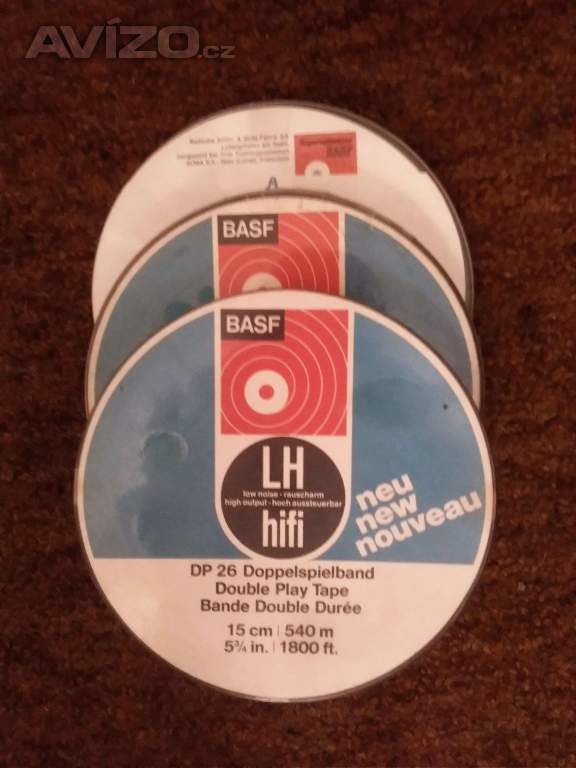 AVÍZO.cz
A
BASF
BASF
LH
low noise - rauscharm
high output - hoch aussteuerbar
hifi
neu
new
nouveau
DP 26 Doppelspielband
Double Play Tape
Bande Double Durée
15 cm | 540 m
5¾ in. | 1800 ft.